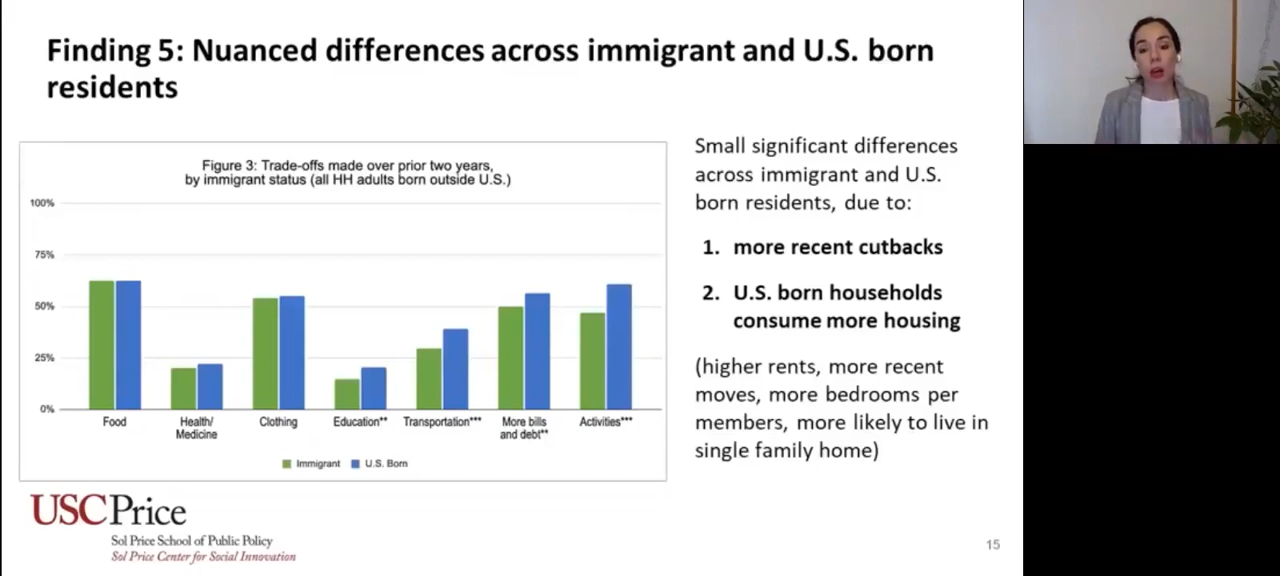 Finding 5: Nuanced differences across immigrant and U.S. born
residents
Figure 3: Trade-offs made over prior two years,
by immigrant status (all HH adults born outside U.S.)
100%
75%
50%
25%
0%
Food
Health/
Medicine
Clothing
Education**
Transportation***
More bills
and debt**
Activities***
Immigrant
U.S. Born
Small significant differences
across immigrant and U.S.
born residents, due to:
1. more recent cutbacks
2. U.S. born households
consume more housing
(higher rents, more recent
moves, more bedrooms per
members, more likely to live in
single family home)
USCPrice
Sol Price School of Public Policy
Sol Price Center for Social Innovation
15